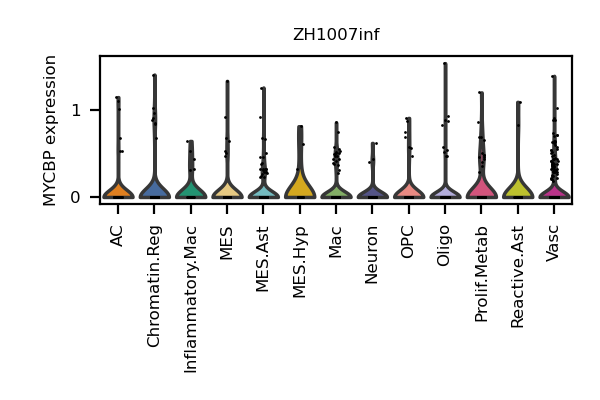 ZH1007inf
MYCBP expression
1
0
AC
Chromatin.Reg
Inflammatory.Mac
MES
MES.Ast
MES.Hyp
Mac
Neuron
OPC
Oligo
Prolif.Metab
Reactive.Ast
Vasc